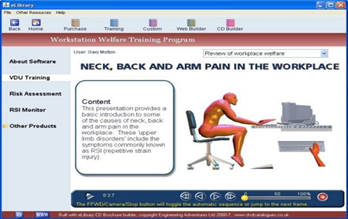 eLibrary
File Other Resources Help
Back Home Purchase Training Custom Web Builder CD Builder
Workstation Welfare Training Program
User: Gary Melton
Review of workplace welfare
About Software
VDU Training
Risk Assessment
RSI Monitor
Other Products
NECK, BACK AND ARM PAIN IN THE WORKPLACE
Content
This presentation provides a
basic introduction to some
of the causes of neck, back
and arm pain in the
workplace. These 'upper
limb disorders' include the
symptoms commonly known
as RSI (repetitive strain
injury).
0:37
0 50 100%
The FFWD/Camera/Stop button will toggle the automatic sequence or jump to the next frame.
Built with eLibrary CD Brochure builder. copyright Engineering Adventures Ltd 2000-7.